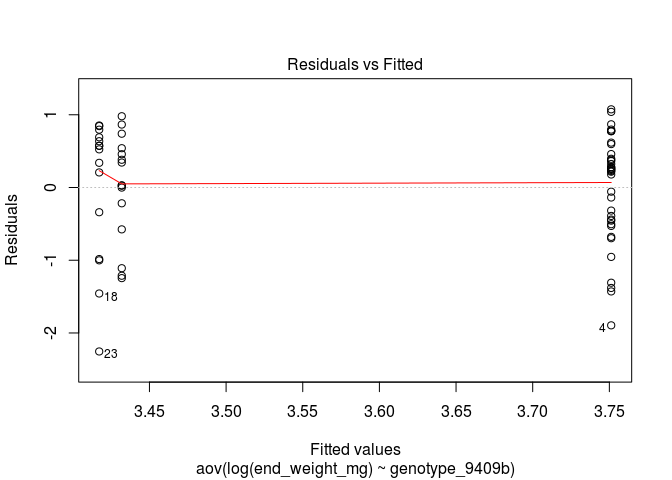 Residuals vs Fitted
Residuals
1
0
-1
-2
18
23
4
3.45 3.50 3.55 3.60 3.65 3.70 3.75
Fitted values
aov(log(end_weight_mg) ~ genotype_9409b)